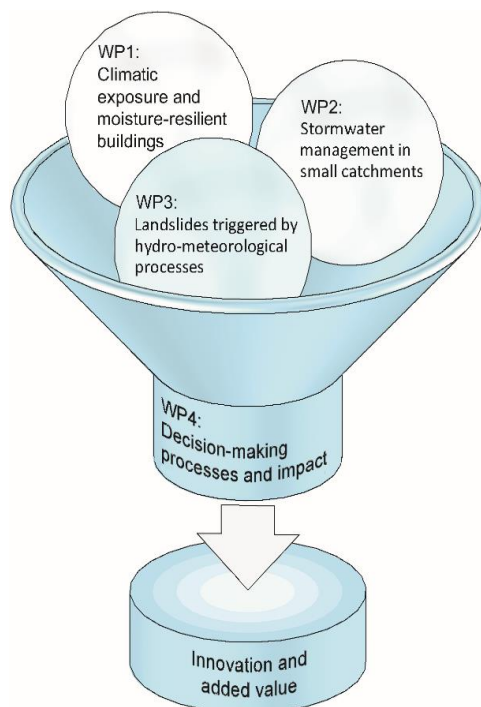 WP1:
Climatic
exposure and
moisture-resilient
buildings
WP2:
Stormwater
management in
small catchments
WP3:
Landslides triggered by
hydro-meteorological
processes
WP4:
Decision-making
processes and impact
Innovation and
added value